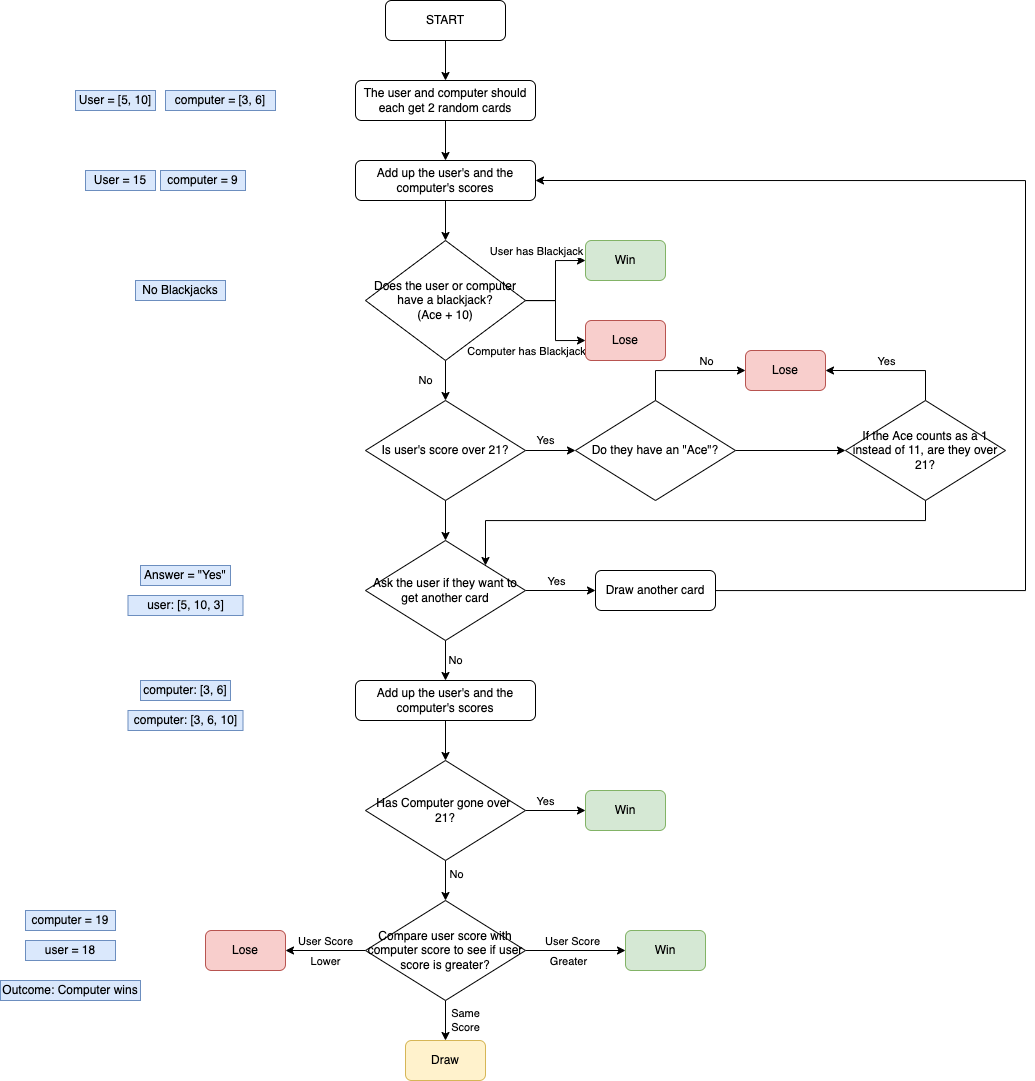 START
User = [5, 10]
computer = [3, 6]
The user and computer should
each get 2 random cards
User = 15
computer = 9
Add up the user's and the
computer's scores
User has Blackjack
Win
No Blackjacks
Does the user or computer
have a blackjack?
(Ace + 10)
Computer has Blackjack
Lose
No
Is user's score over 21?
Yes
Do they have an "Ace"?
No
Lose
Yes
If the Ace counts as a 1
instead of 11, are they over
21?
Answer = "Yes"
user: [5, 10, 3]
Ask the user if they want to
get another card
Yes
Draw another card
No
computer: [3, 6]
computer: [3, 6, 10]
Add up the user's and the
computer's scores
Has Computer gone over
21?
Yes
Win
No
computer = 19
user = 18
Outcome: Computer wins
Lose
User Score
Lower
Compare user score with
computer score to see if user
score is greater?
User Score
Greater
Win
Same
Score
Draw